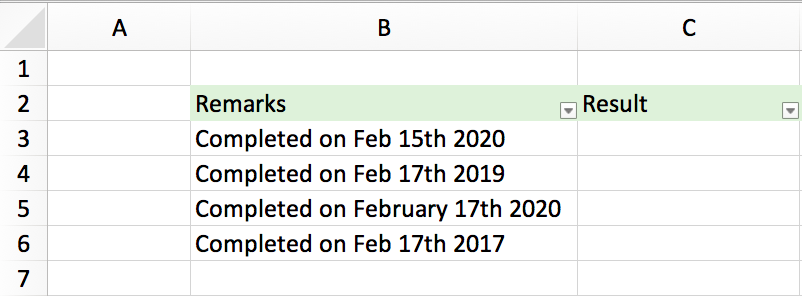 A B C
1
2 Remarks Result
3 Completed on Feb 15th 2020
4 Completed on Feb 17th 2019
5 Completed on February 17th 2020
6 Completed on Feb 17th 2017
7